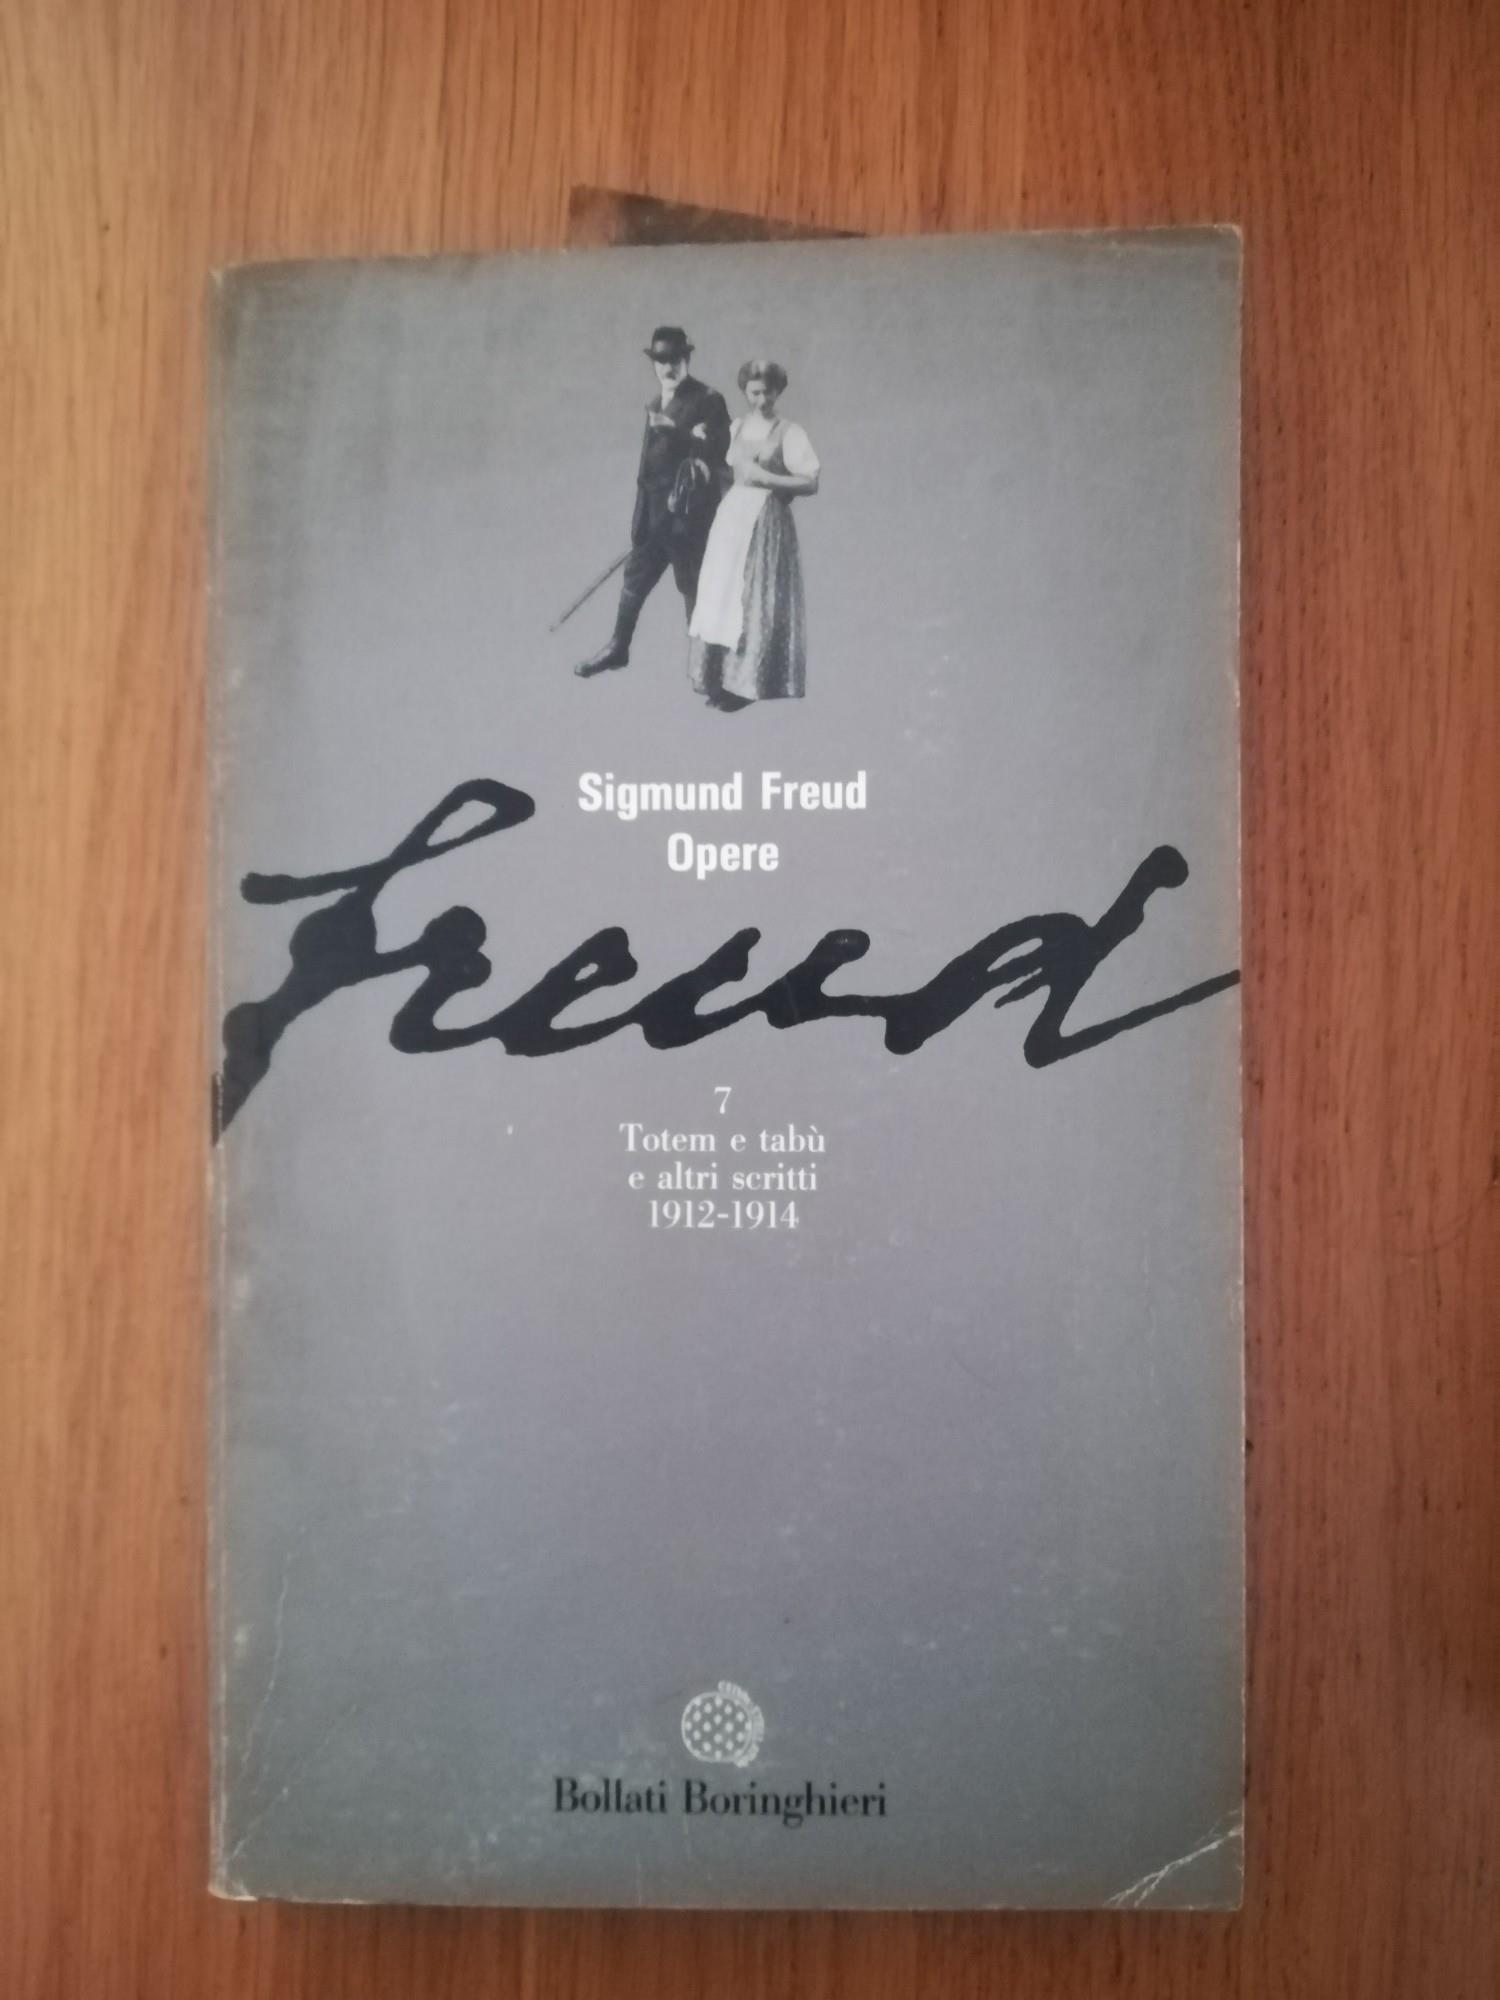 Sigmund Freud
Opere
freud
7
Totem e tabù
e altri scritti
1912-1914
Bollati Boringhieri